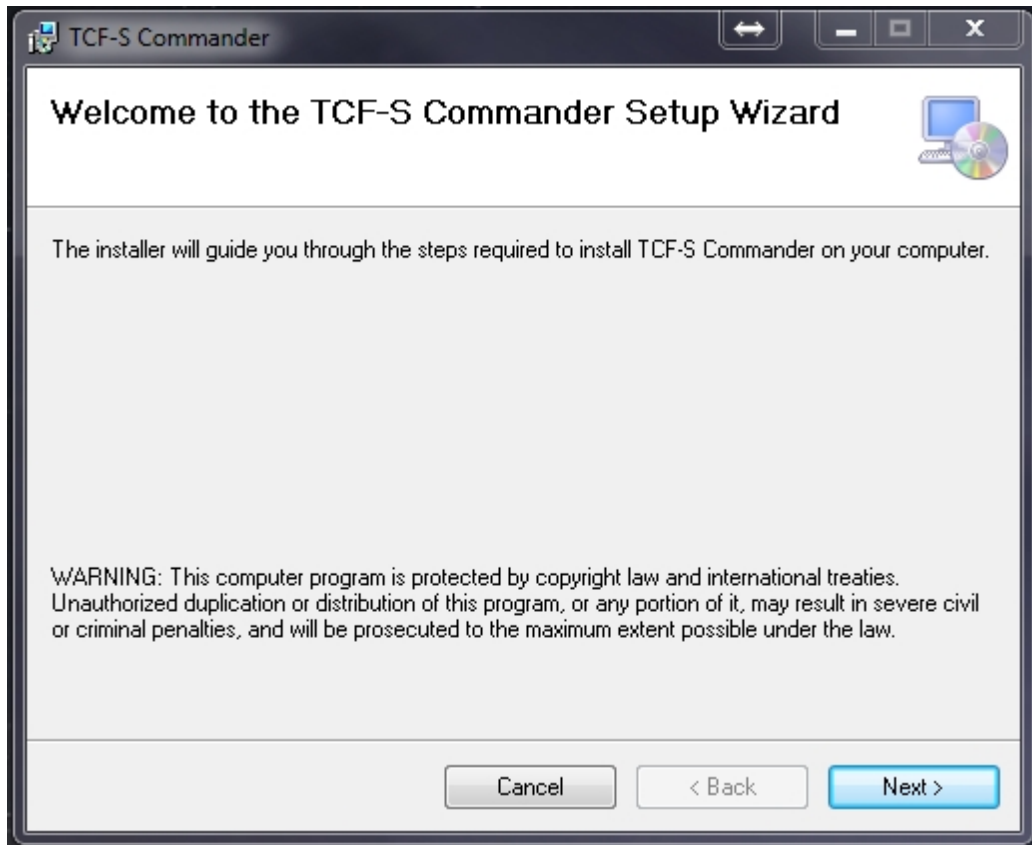 TCF-S Commander
Welcome to the TCF-S Commander Setup Wizard
The installer will guide you through the steps required to install TCF-S Commander on your computer.
WARNING: This computer program is protected by copyright law and international treaties.
Unauthorized duplication or distribution of this program, or any portion of it, may result in severe civil
or criminal penalties, and will be prosecuted to the maximum extent possible under the law.
Cancel < Back Next >